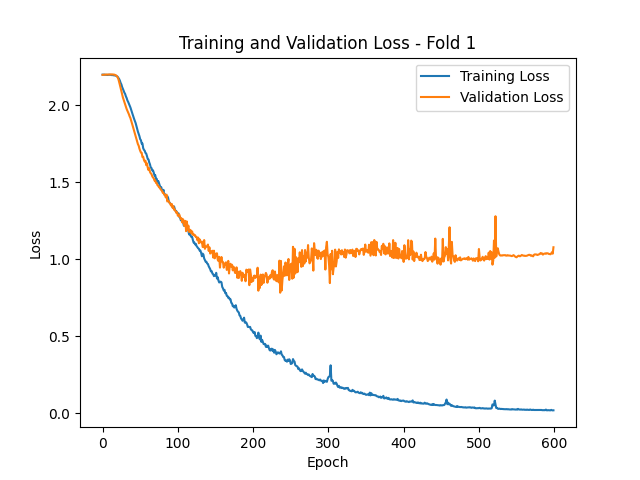 Training and Validation Loss - Fold 1
Training Loss
Validation Loss
2.0
1.5
1.0
0.5
0.0
Loss
0 100 200 300 400 500 600
Epoch